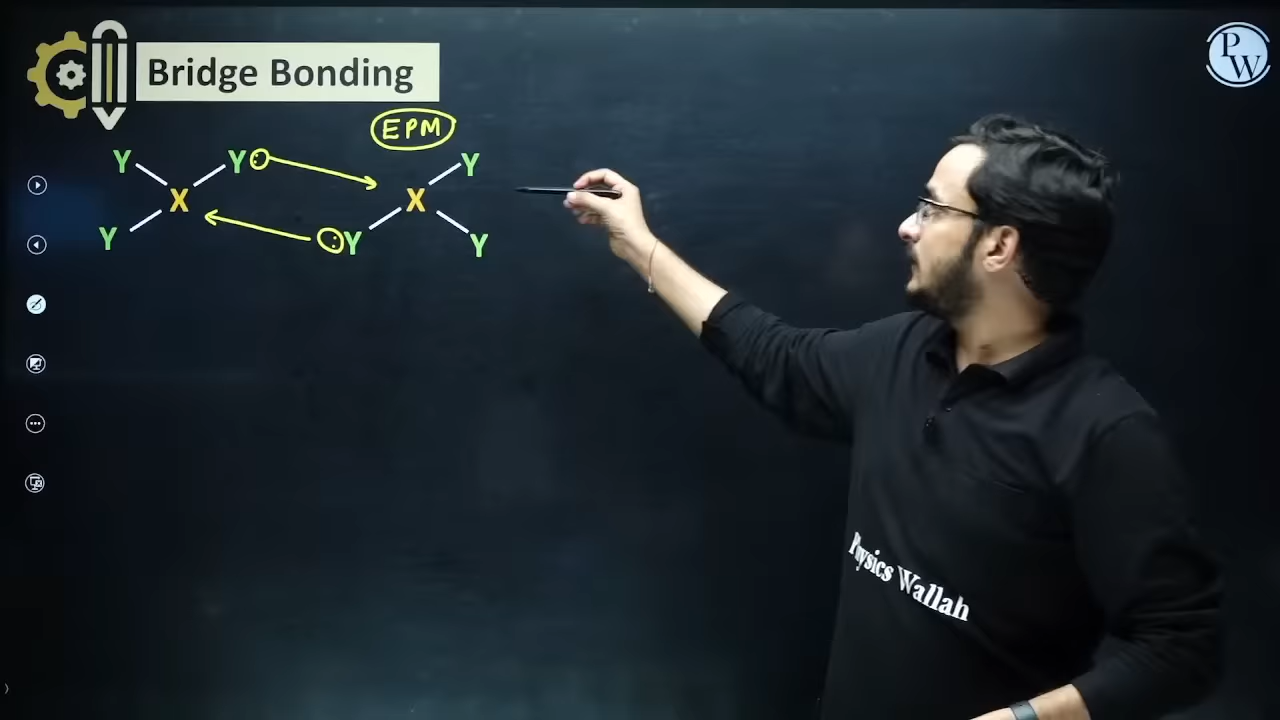 Bridge Bonding
PW
EPM
Y Y: X Y
X
Y :Y Y
Physics Wallah